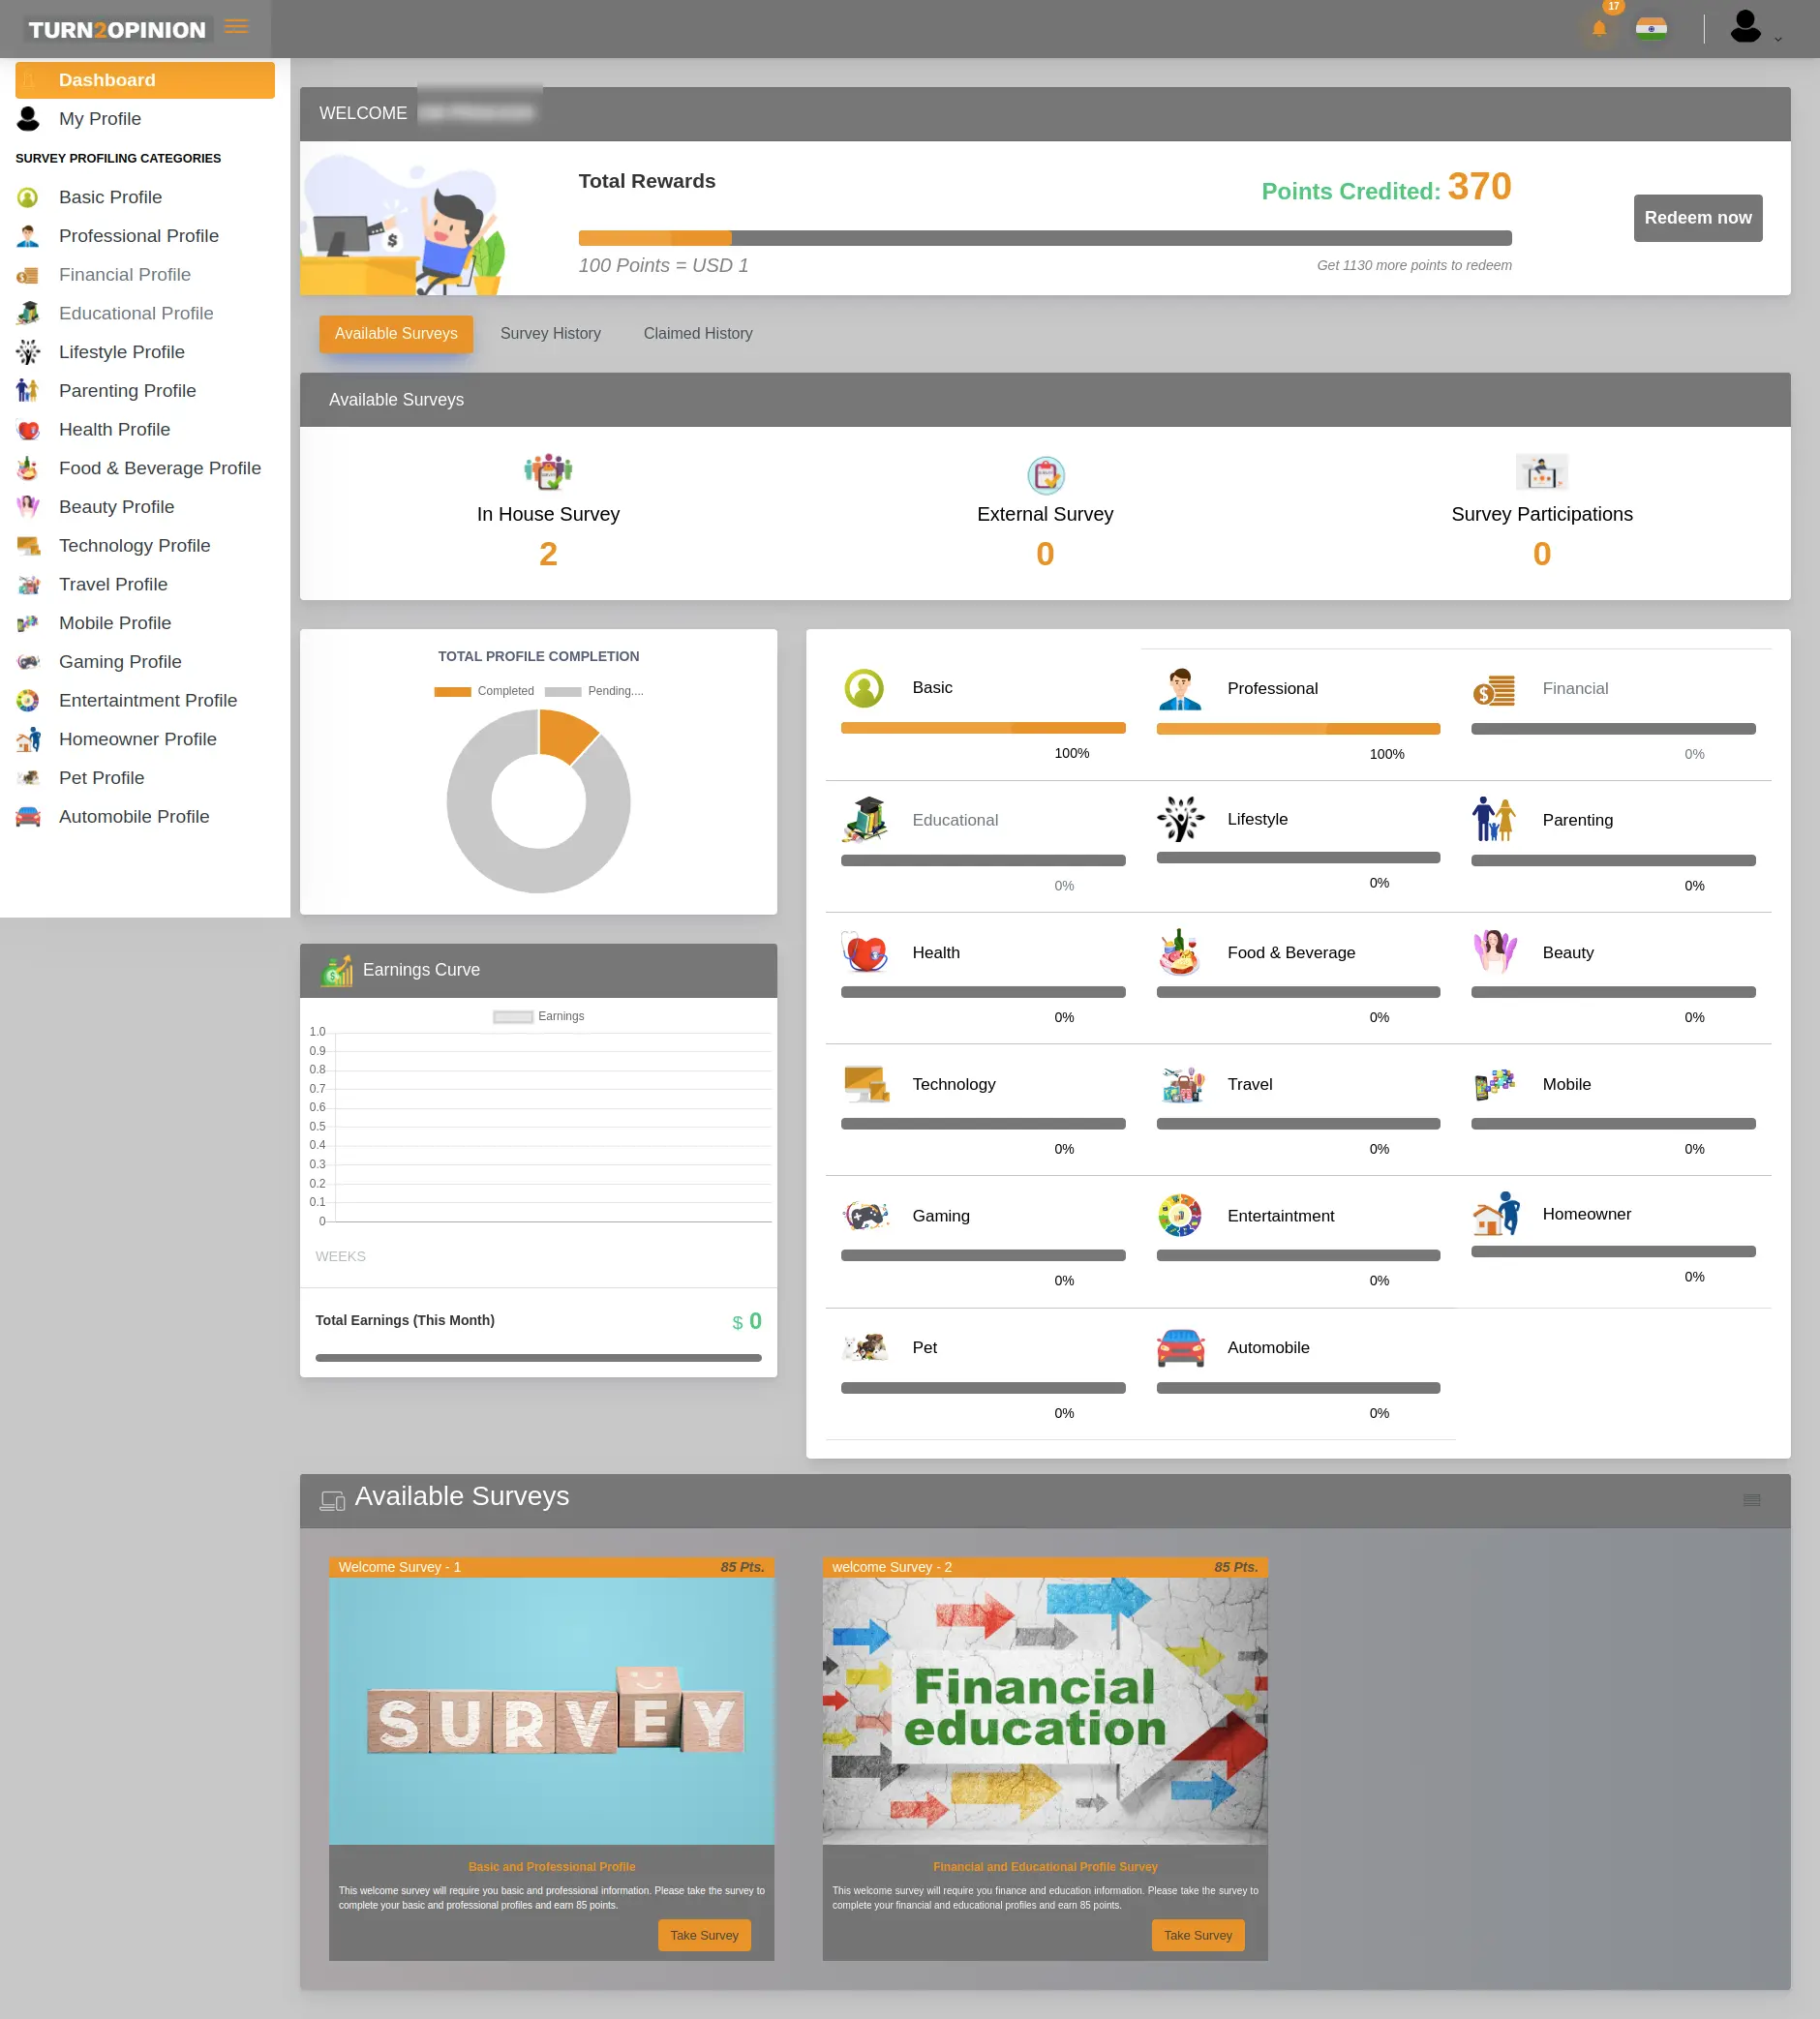 TURN2OPINION
17
Dashboard
My Profile
SURVEY PROFILING CATEGORIES
Basic Profile
Professional Profile
Financial Profile
Educational Profile
Lifestyle Profile
Parenting Profile
Health Profile
Food & Beverage Profile
Beauty Profile
Technology Profile
Travel Profile
Mobile Profile
Gaming Profile
Entertaintment Profile
Homeowner Profile
Pet Profile
Automobile Profile
WELCOME
Total Rewards
Points Credited: 370
Redeem now
100 Points = USD 1
Get 1130 more points to redeem
Available Surveys
Survey History
Claimed History
Available Surveys
In House Survey
2
External Survey
0
Survey Participations
0
TOTAL PROFILE COMPLETION
Completed
Pending....
Earnings Curve
Earnings
1.0
0.9
0.8
0.7
0.6
0.5
0.4
0.3
0.2
0.1
0
WEEKS
Total Earnings (This Month)
$ 0
Basic
100%
Professional
100%
Financial
0%
Educational
0%
Lifestyle
0%
Parenting
0%
Health
0%
Food & Beverage
0%
Beauty
0%
Technology
0%
Travel
0%
Mobile
0%
Gaming
0%
Entertaintment
0%
Homeowner
0%
Pet
0%
Automobile
0%
Available Surveys
Welcome Survey - 1
85 Pts.
SURVEY
Basic and Professional Profile
This welcome survey will require you basic and professional information. Please take the survey to
complete your basic and professional profiles and earn 85 points.
Take Survey
welcome Survey - 2
85 Pts.
Financial
education
Financial and Educational Profile Survey
This welcome survey will require you finance and education information. Please take the survey to
complete your financial and educational profiles and earn 85 points.
Take Survey